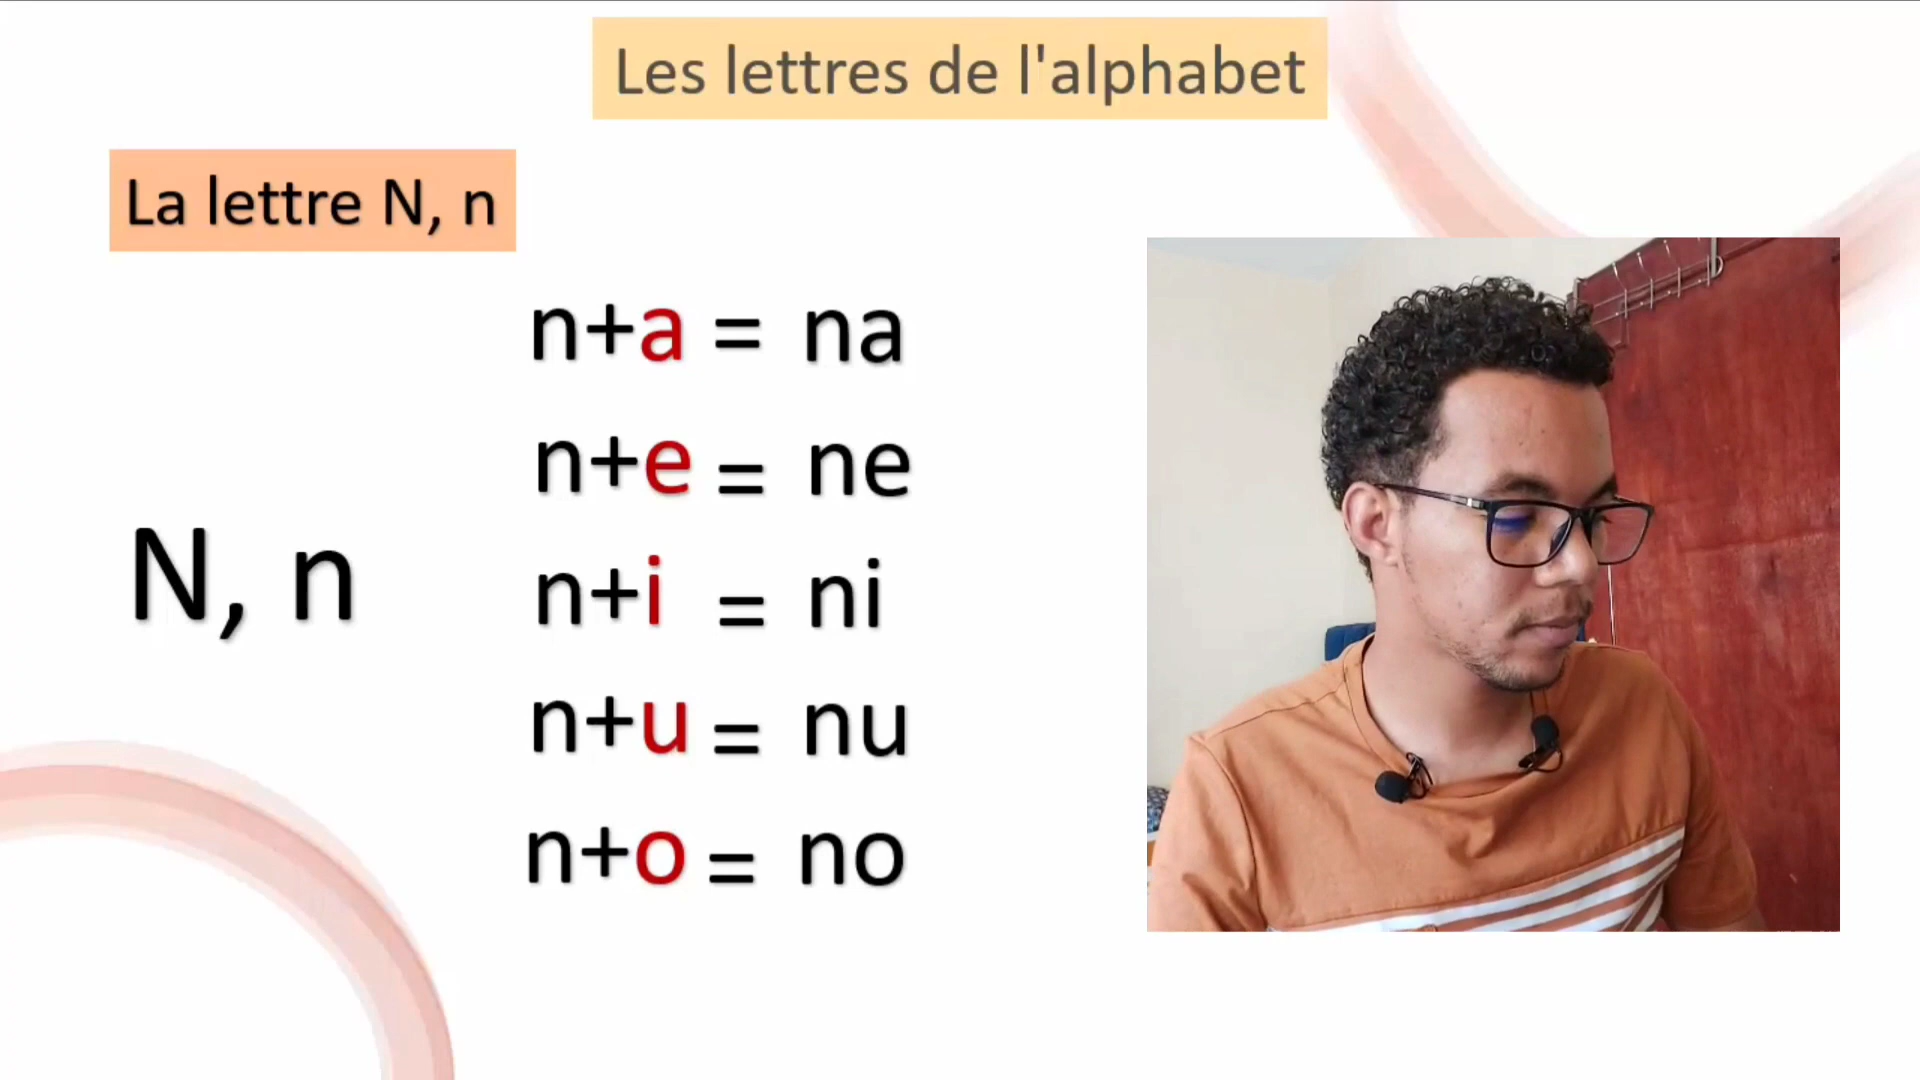 Les lettres de l'alphabet
La lettre N, n
N, n
n+a = na
n+e = ne
n+i = ni
n+u = nu
n+o = no